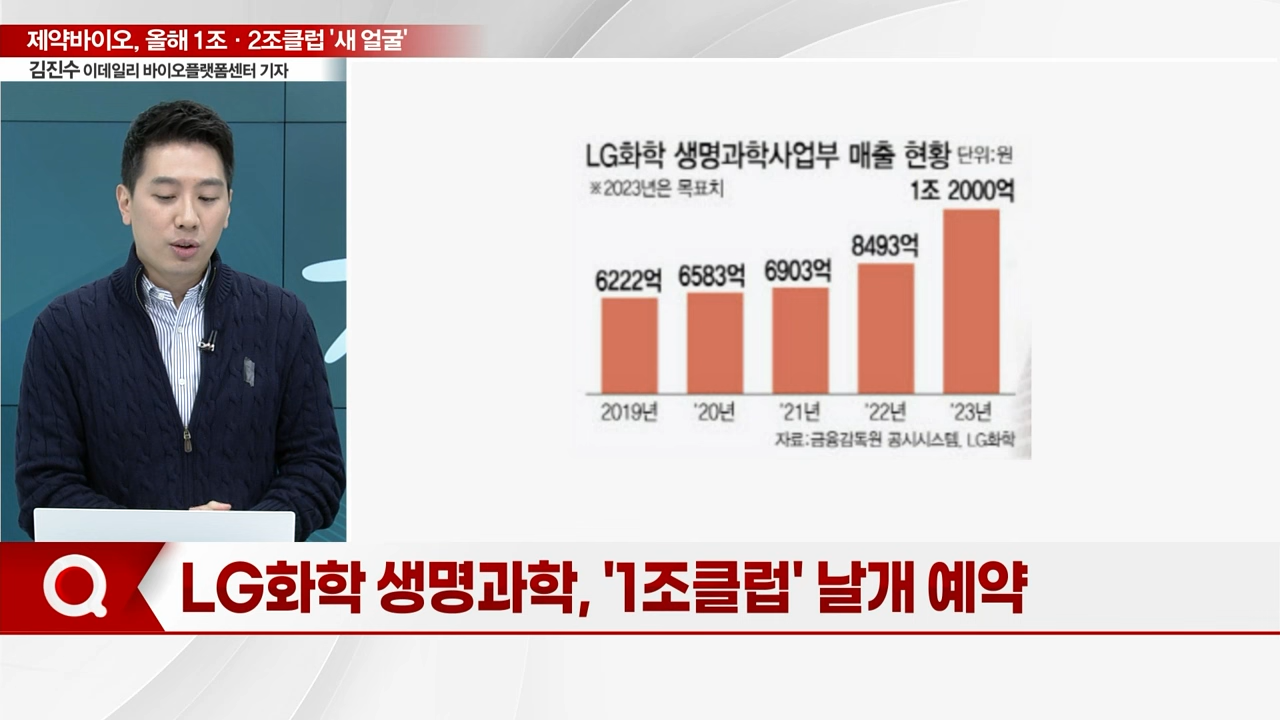 제약바이오, 올해 1조·2조클럽 '새 얼굴'
김진수 이데일리 바이오플랫폼센터 기자
LG화학 생명과학사업부 매출 현황 단위:원
※2023년은 목표치
1조 2000억
8493억
6903억
6583억
6222억
2019년 '20년 '21년 '22년 '23년
자료:금융감독원 공시시스템, LG화학
Q LG화학 생명과학, '1조클럽' 날개 예약